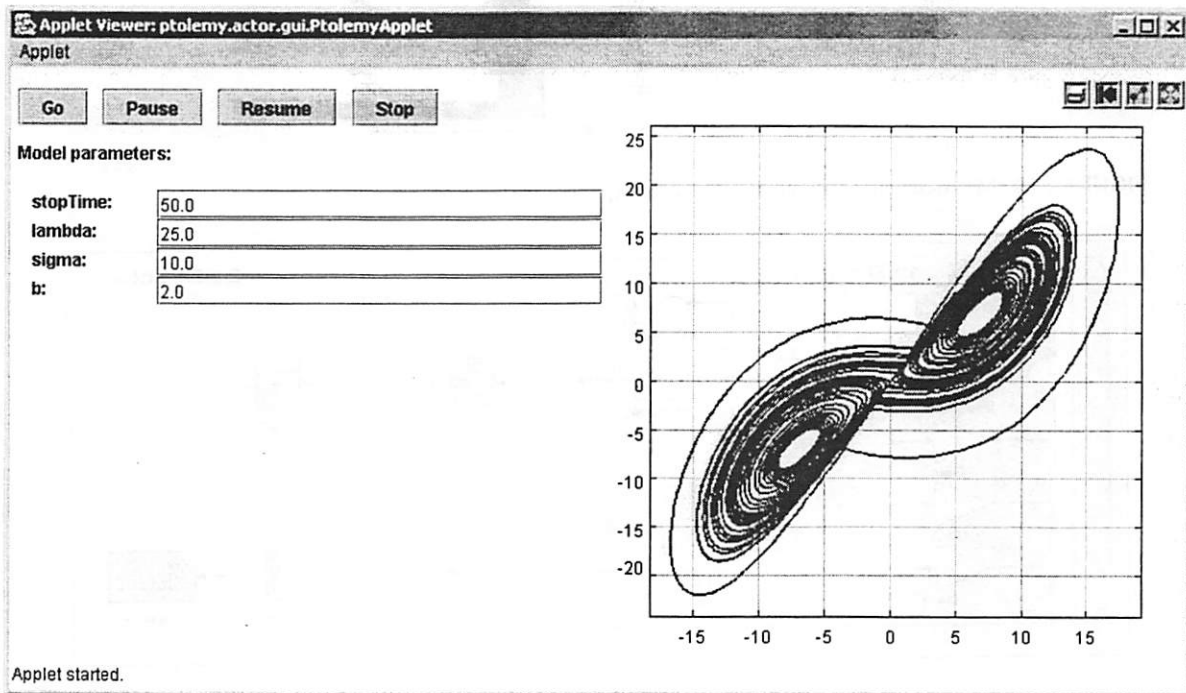 Applet Viewer: ptolemy.actor.gui.PtolemyApplet
Applet
Go Pause Resume Stop
Model parameters:
stopTime: 50.0
lambda: 25.0
sigma: 10.0
b: 2.0
25
20
15
10
5
0
-5
-10
-15
-20
-15 -10 -5 0 5 10 15
Applet started.